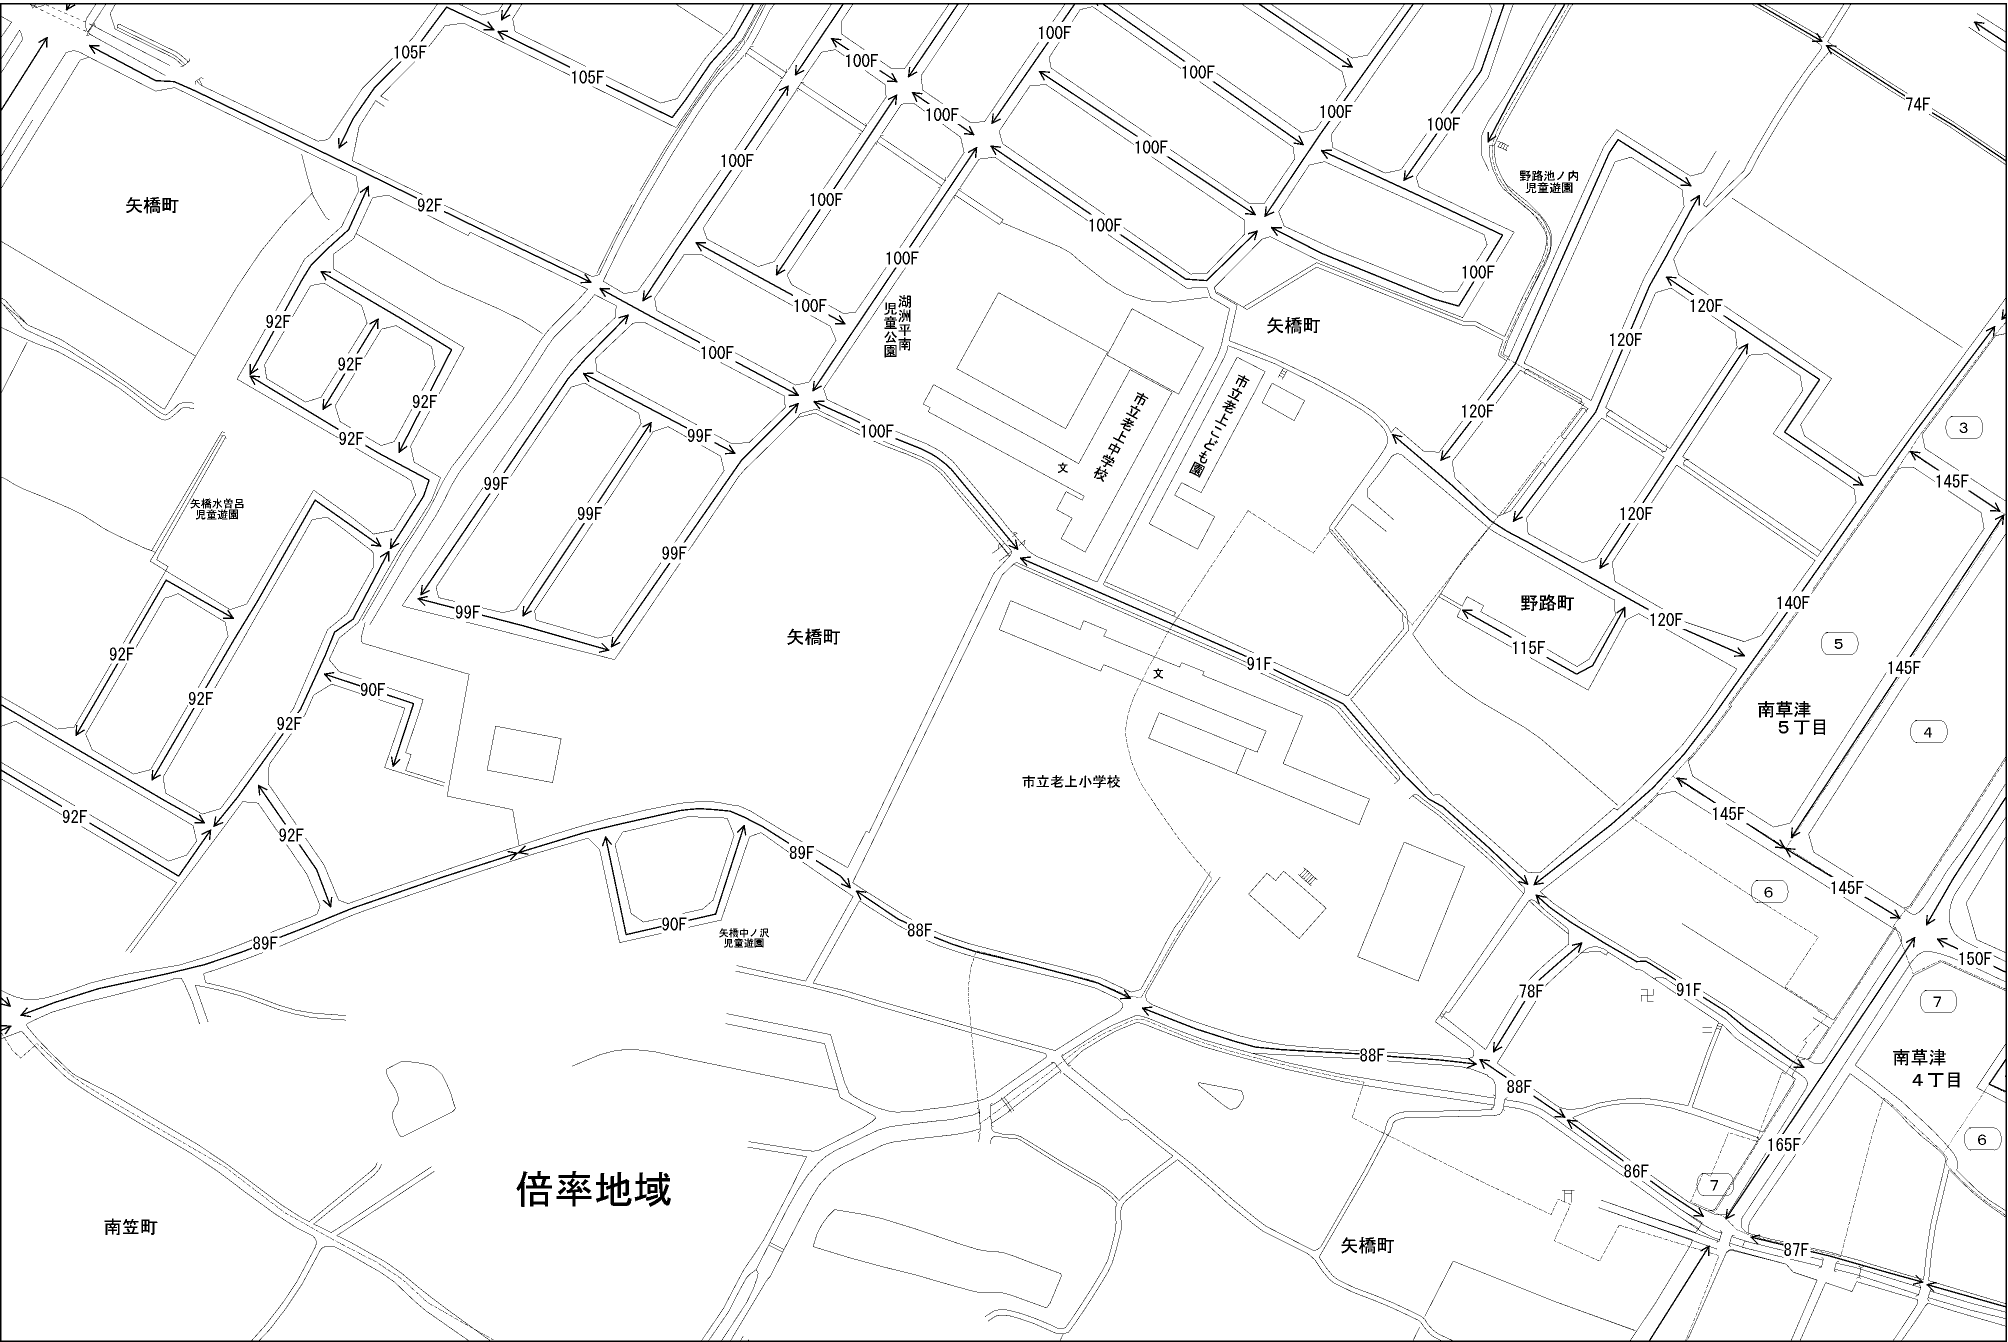 105F
105F
100F
100F
100F
100F
100F
100F
74F
100F
100F
100F
野路池ノ内
児童遊園
矢橋町
92F
100F
100F
100F
100F
100F
100F
湖洲平南
児童公園
矢橋町
120F
92F
100F
120F
92F
92F
市立老上中学校
市立老上こども園
120F
3
92F
99F
100F
文
145F
99F
矢橋水曽呂
児童遊園
99F
120F
99F
99F
野路町
140F
矢橋町
120F
5
92F
115F
91F
文
145F
90F
92F
92F
南草津
5丁目
4
市立老上小学校
92F
92F
145F
89F
145F
6
90F
88F
矢橋中ノ沢
児童遊園
89F
150F
78F
91F
7
88F
南草津
4丁目
88F
6
165F
86F
7
倍率地域
南笠町
矢橋町
87F